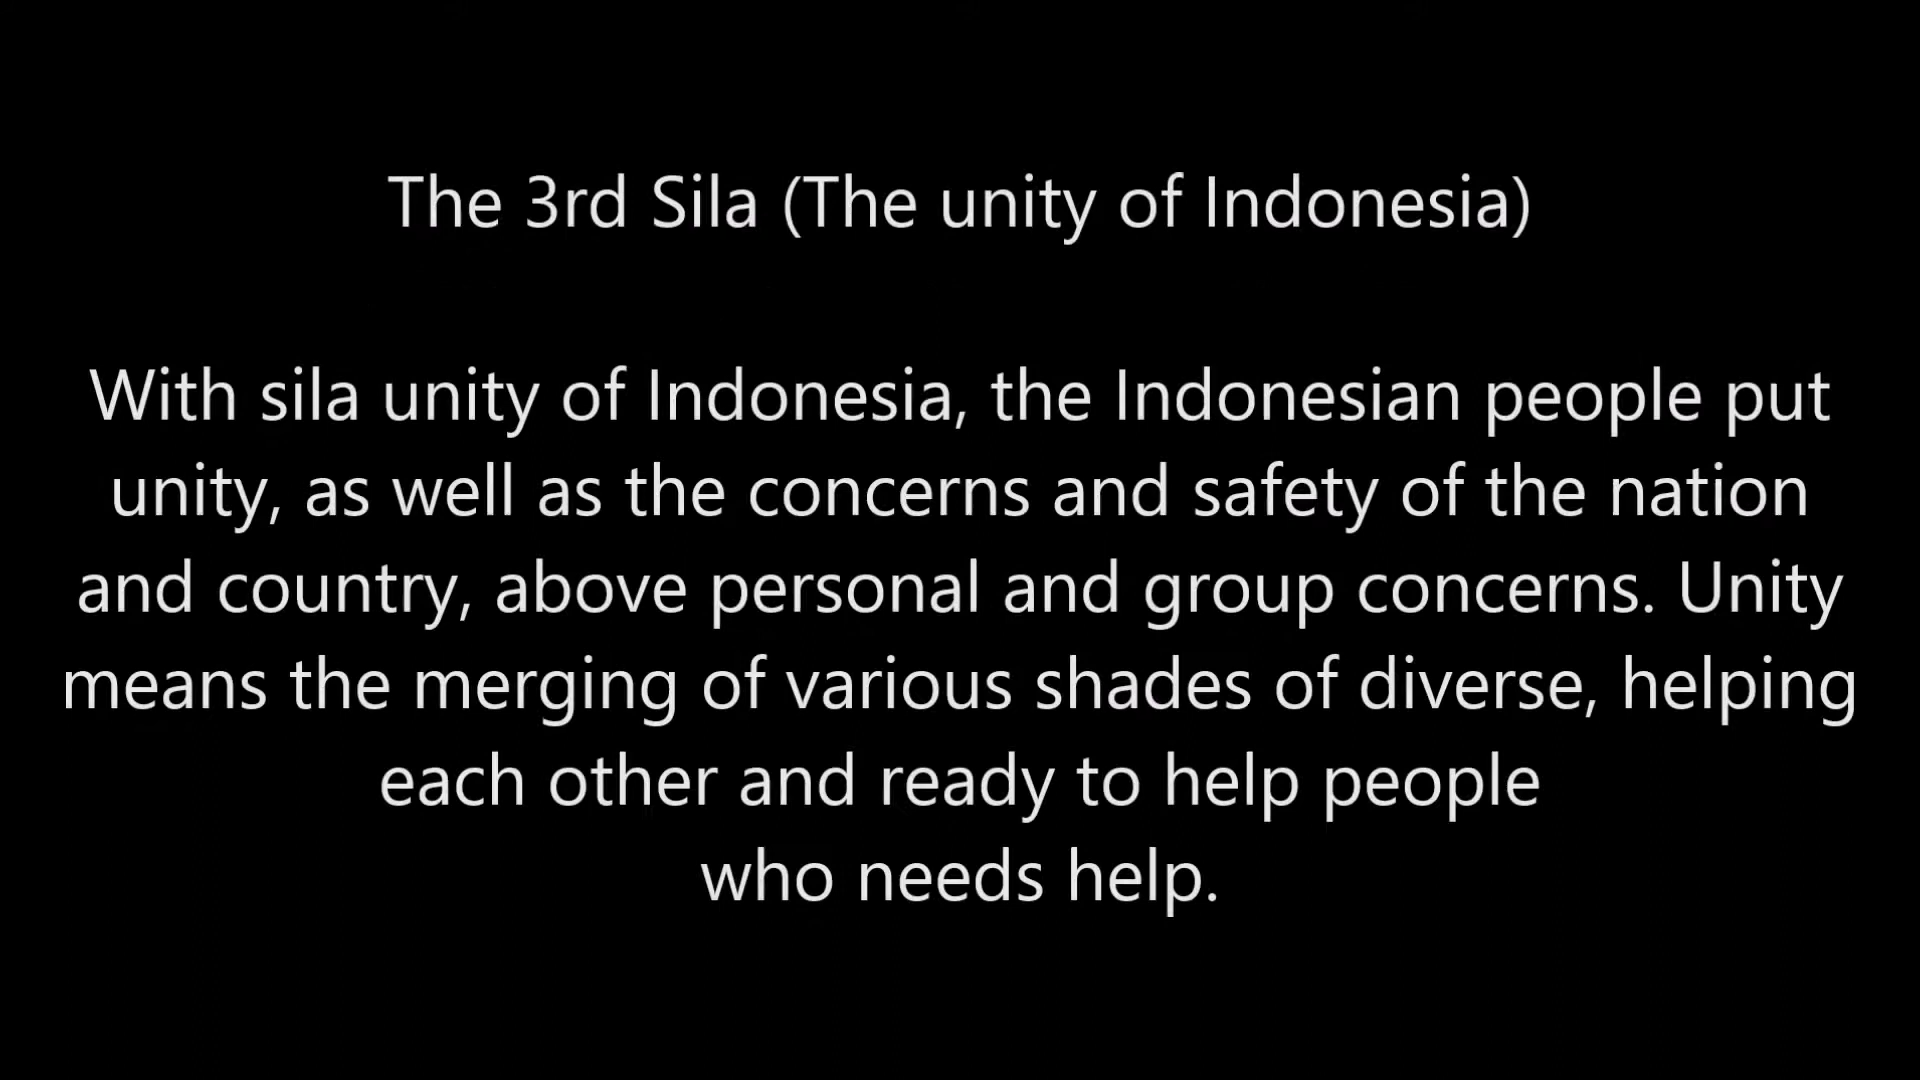 The 3rd Sila (The unity of Indonesia)
With sila unity of Indonesia, the Indonesian people put
unity, as well as the concerns and safety of the nation
and country, above personal and group concerns. Unity
means the merging of various shades of diverse, helping
each other and ready to help people
who needs help.